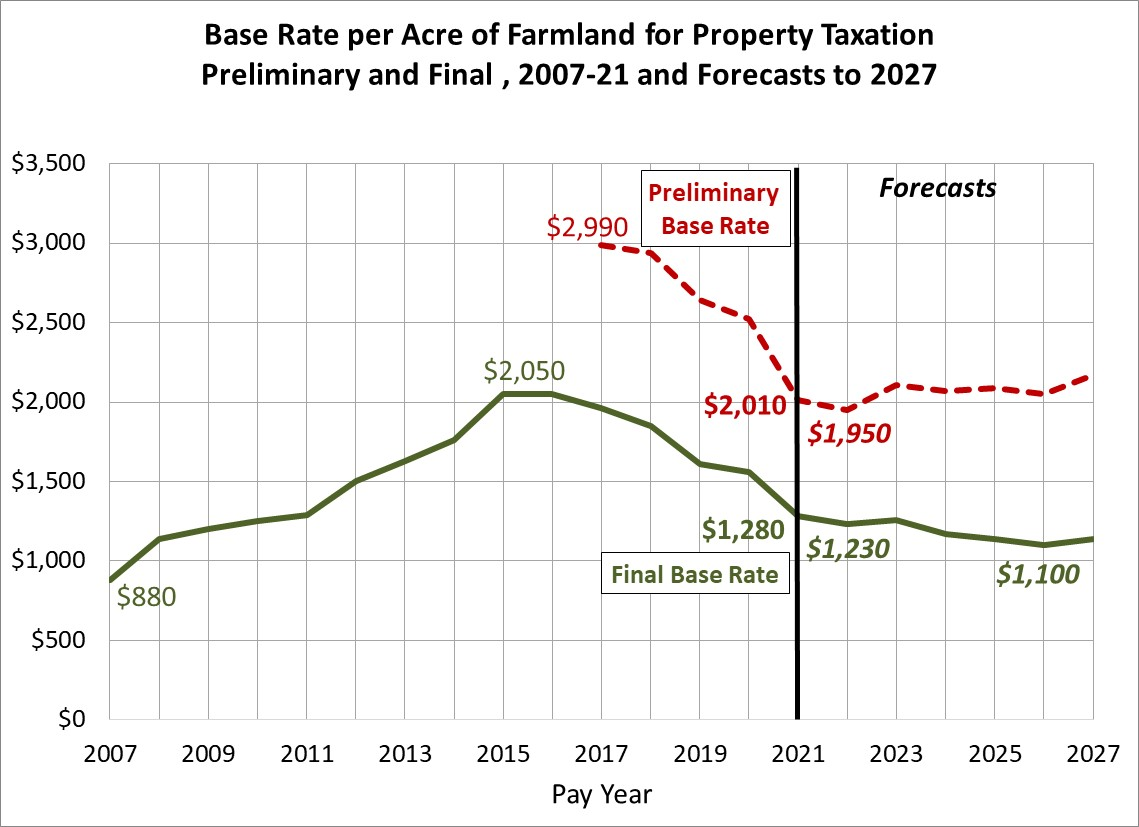 Base Rate per Acre of Farmland for Property Taxation
Preliminary and Final , 2007-21 and Forecasts to 2027
$3,500
$3,000
$2,500
$2,000
$1,500
$1,000
$500
$0
Preliminary
Base Rate
Forecasts
$2,990
$2,050
$2,010
$1,950
$1,280
$1,230
Final Base Rate
$1,100
$880
2007 2009 2011 2013 2015 2017 2019 2021 2023 2025 2027
Pay Year